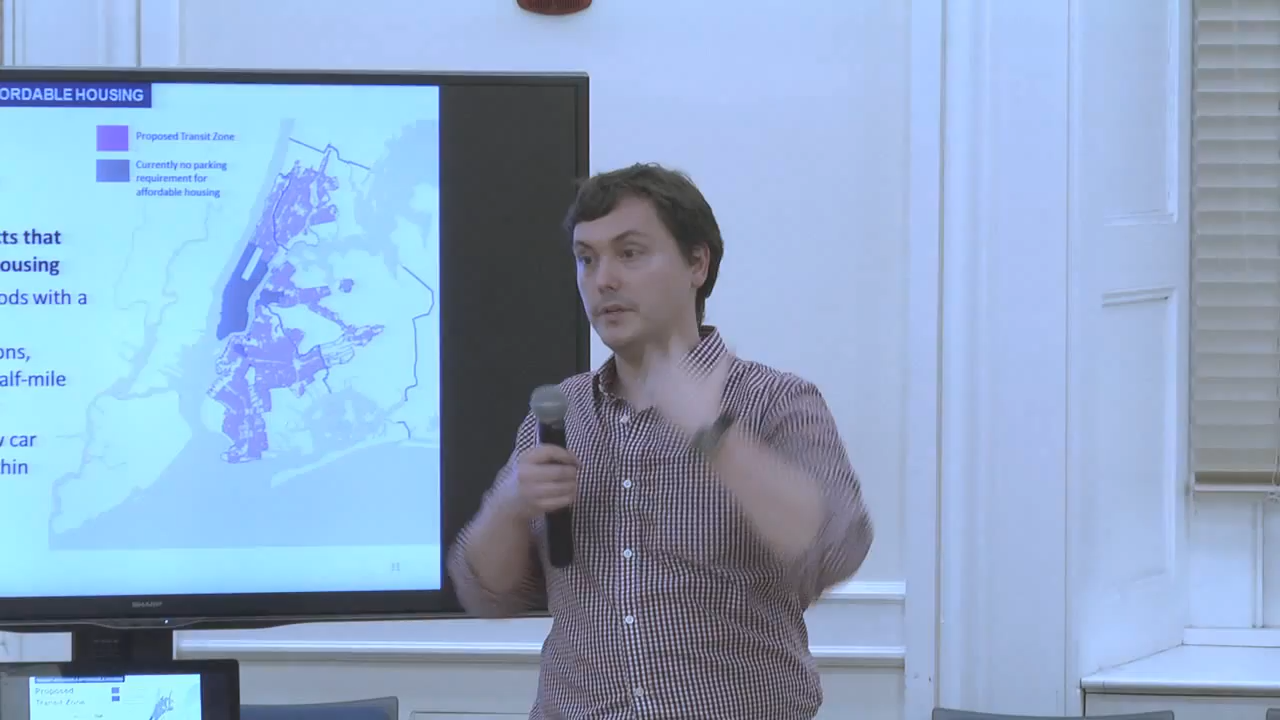 ORDABLE HOUSING
Proposed Transit Zone
Currently no parking
requirement for
affordable housing
cts that
ousing
ods with a
ons,
alf-mile
w car
thin
SHARP
Proposed
Transit Zone